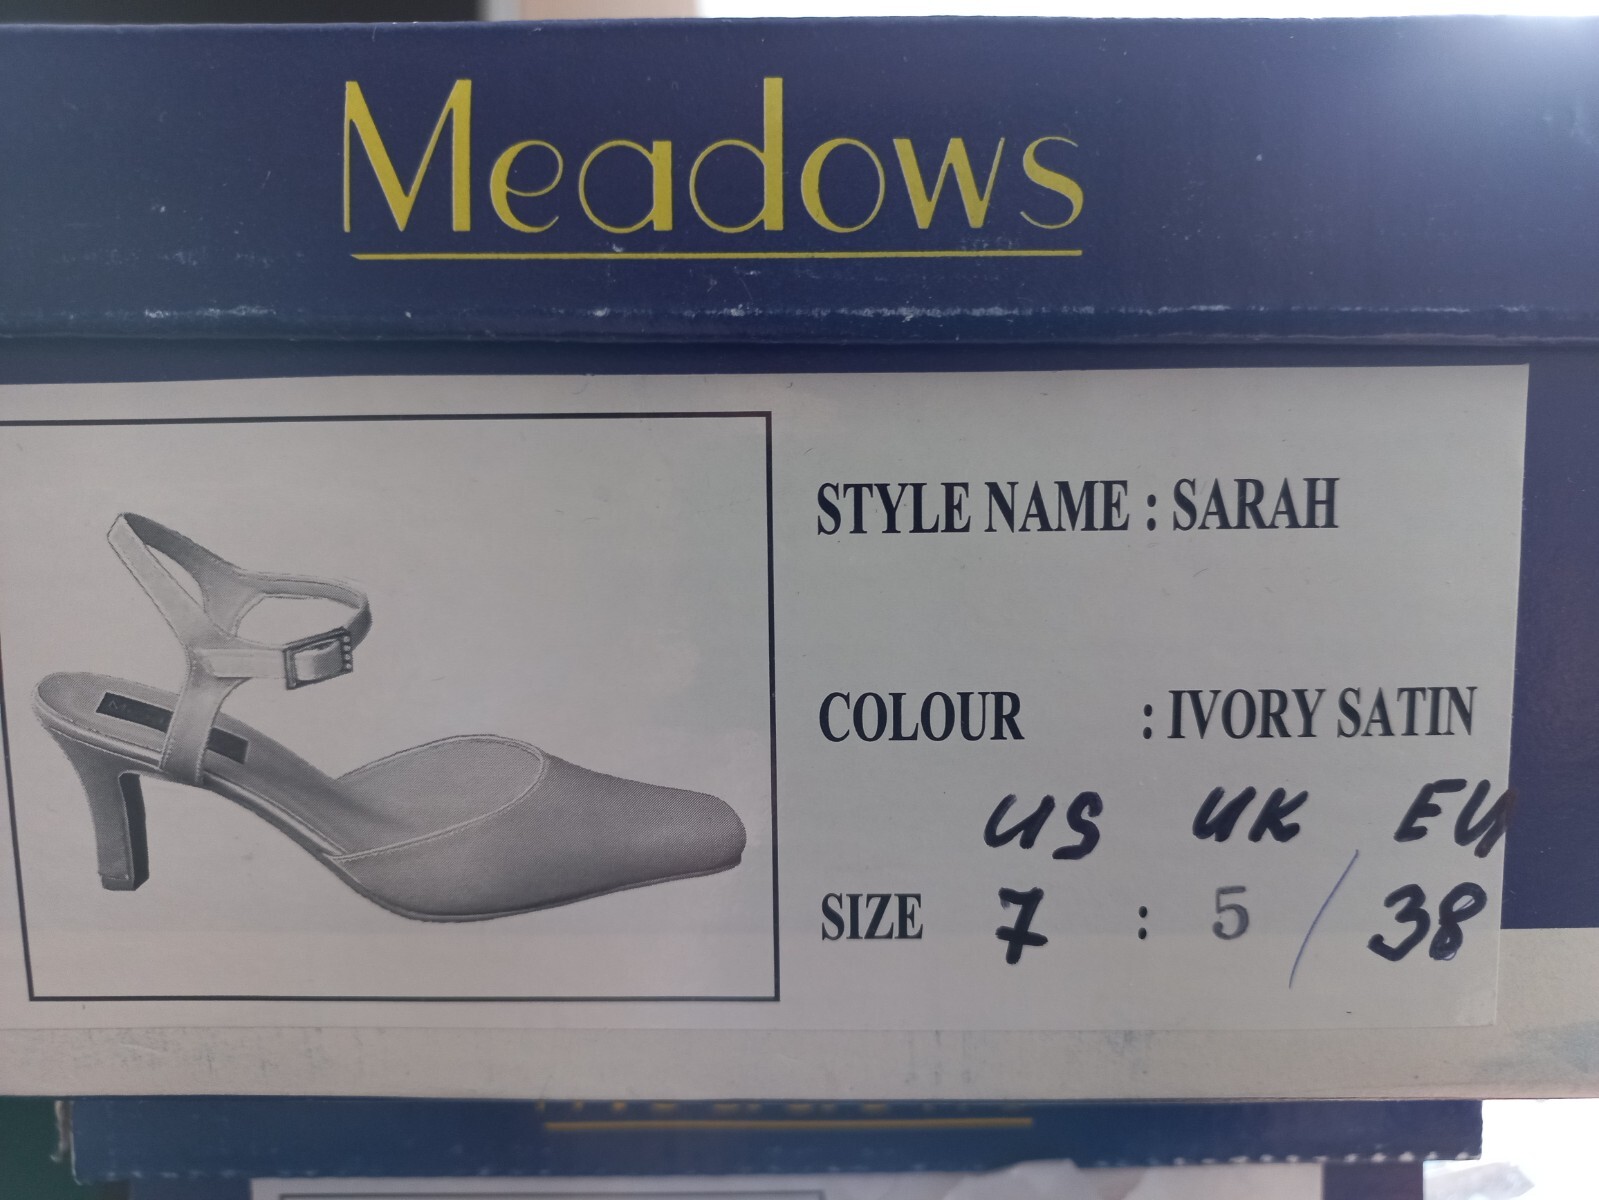 Meadows
STYLE NAME : SARAH
COLOUR : IVORY SATIN
US UK EU
SIZE 7 : 5 / 38